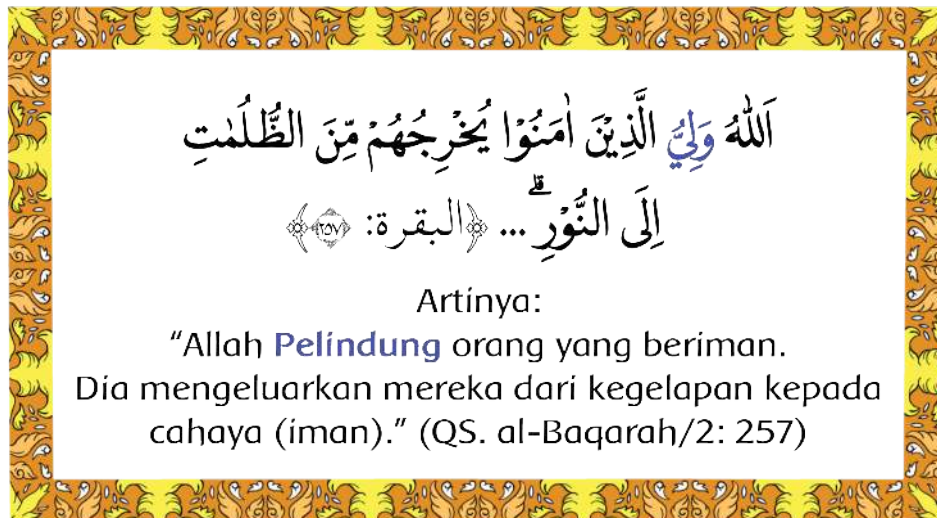 اَللّٰهُ وَلِيُّ الَّذِيْنَ اٰمَنُوْا يُخْرِجُهُمْ مِّنَ الظُّلُمٰتِ
اِلَى النُّوْرِۗ ... ﴿البقرة: ٢٥٧﴾
Artinya:
“Allah Pelindung orang yang beriman.
Dia mengeluarkan mereka dari kegelapan kepada
cahaya (iman).” (QS. al-Baqarah/2: 257)